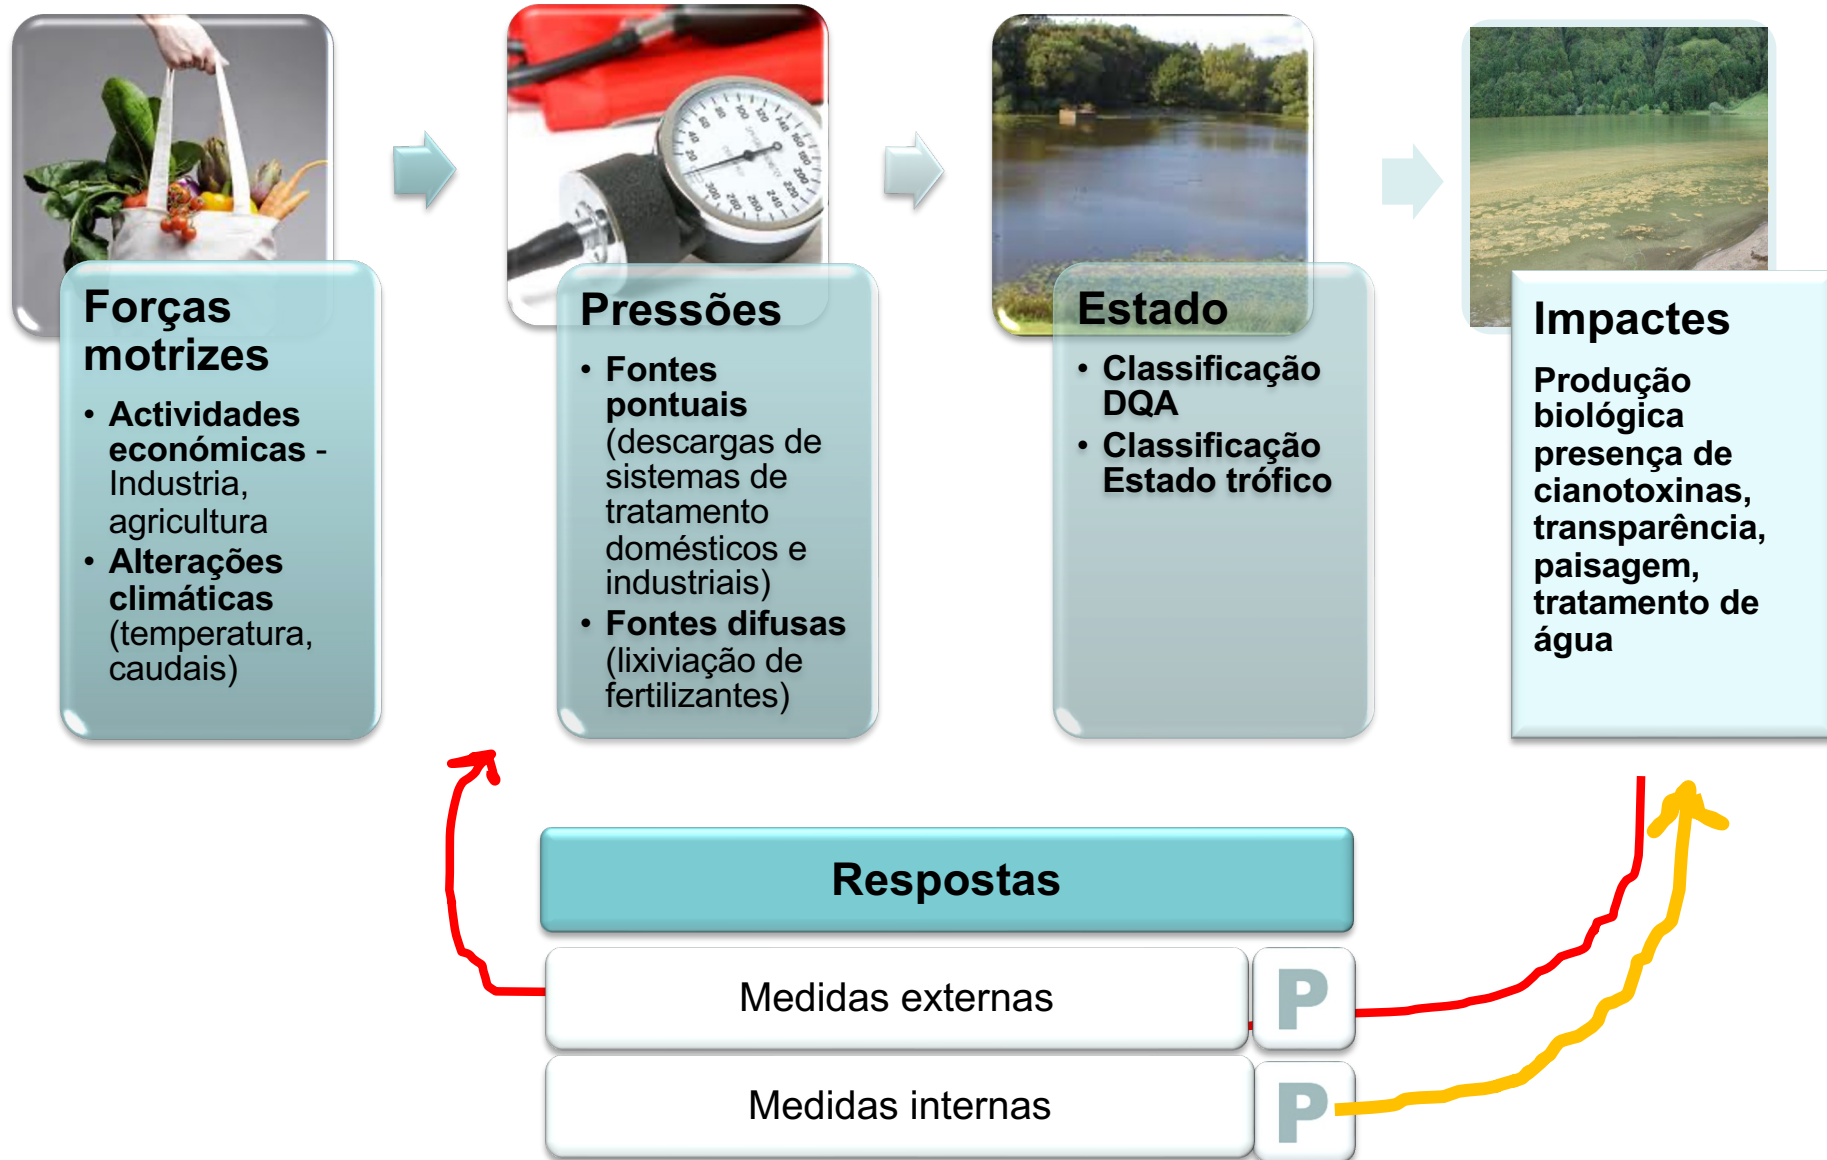 Forças
motrizes
• Actividades
económicas -
Industria,
agricultura
• Alterações
climáticas
(temperatura,
caudais)
Pressões
• Fontes
pontuais
(descargas de
sistemas de
tratamento
domésticos e
industriais)
• Fontes difusas
(lixiviação de
fertilizantes)
Estado
• Classificação
DQA
• Classificação
Estado trófico
Impactes
Produção
biológica
presença de
cianotoxinas,
transparência,
paisagem,
tratamento de
água
Respostas
Medidas externas P
Medidas internas P